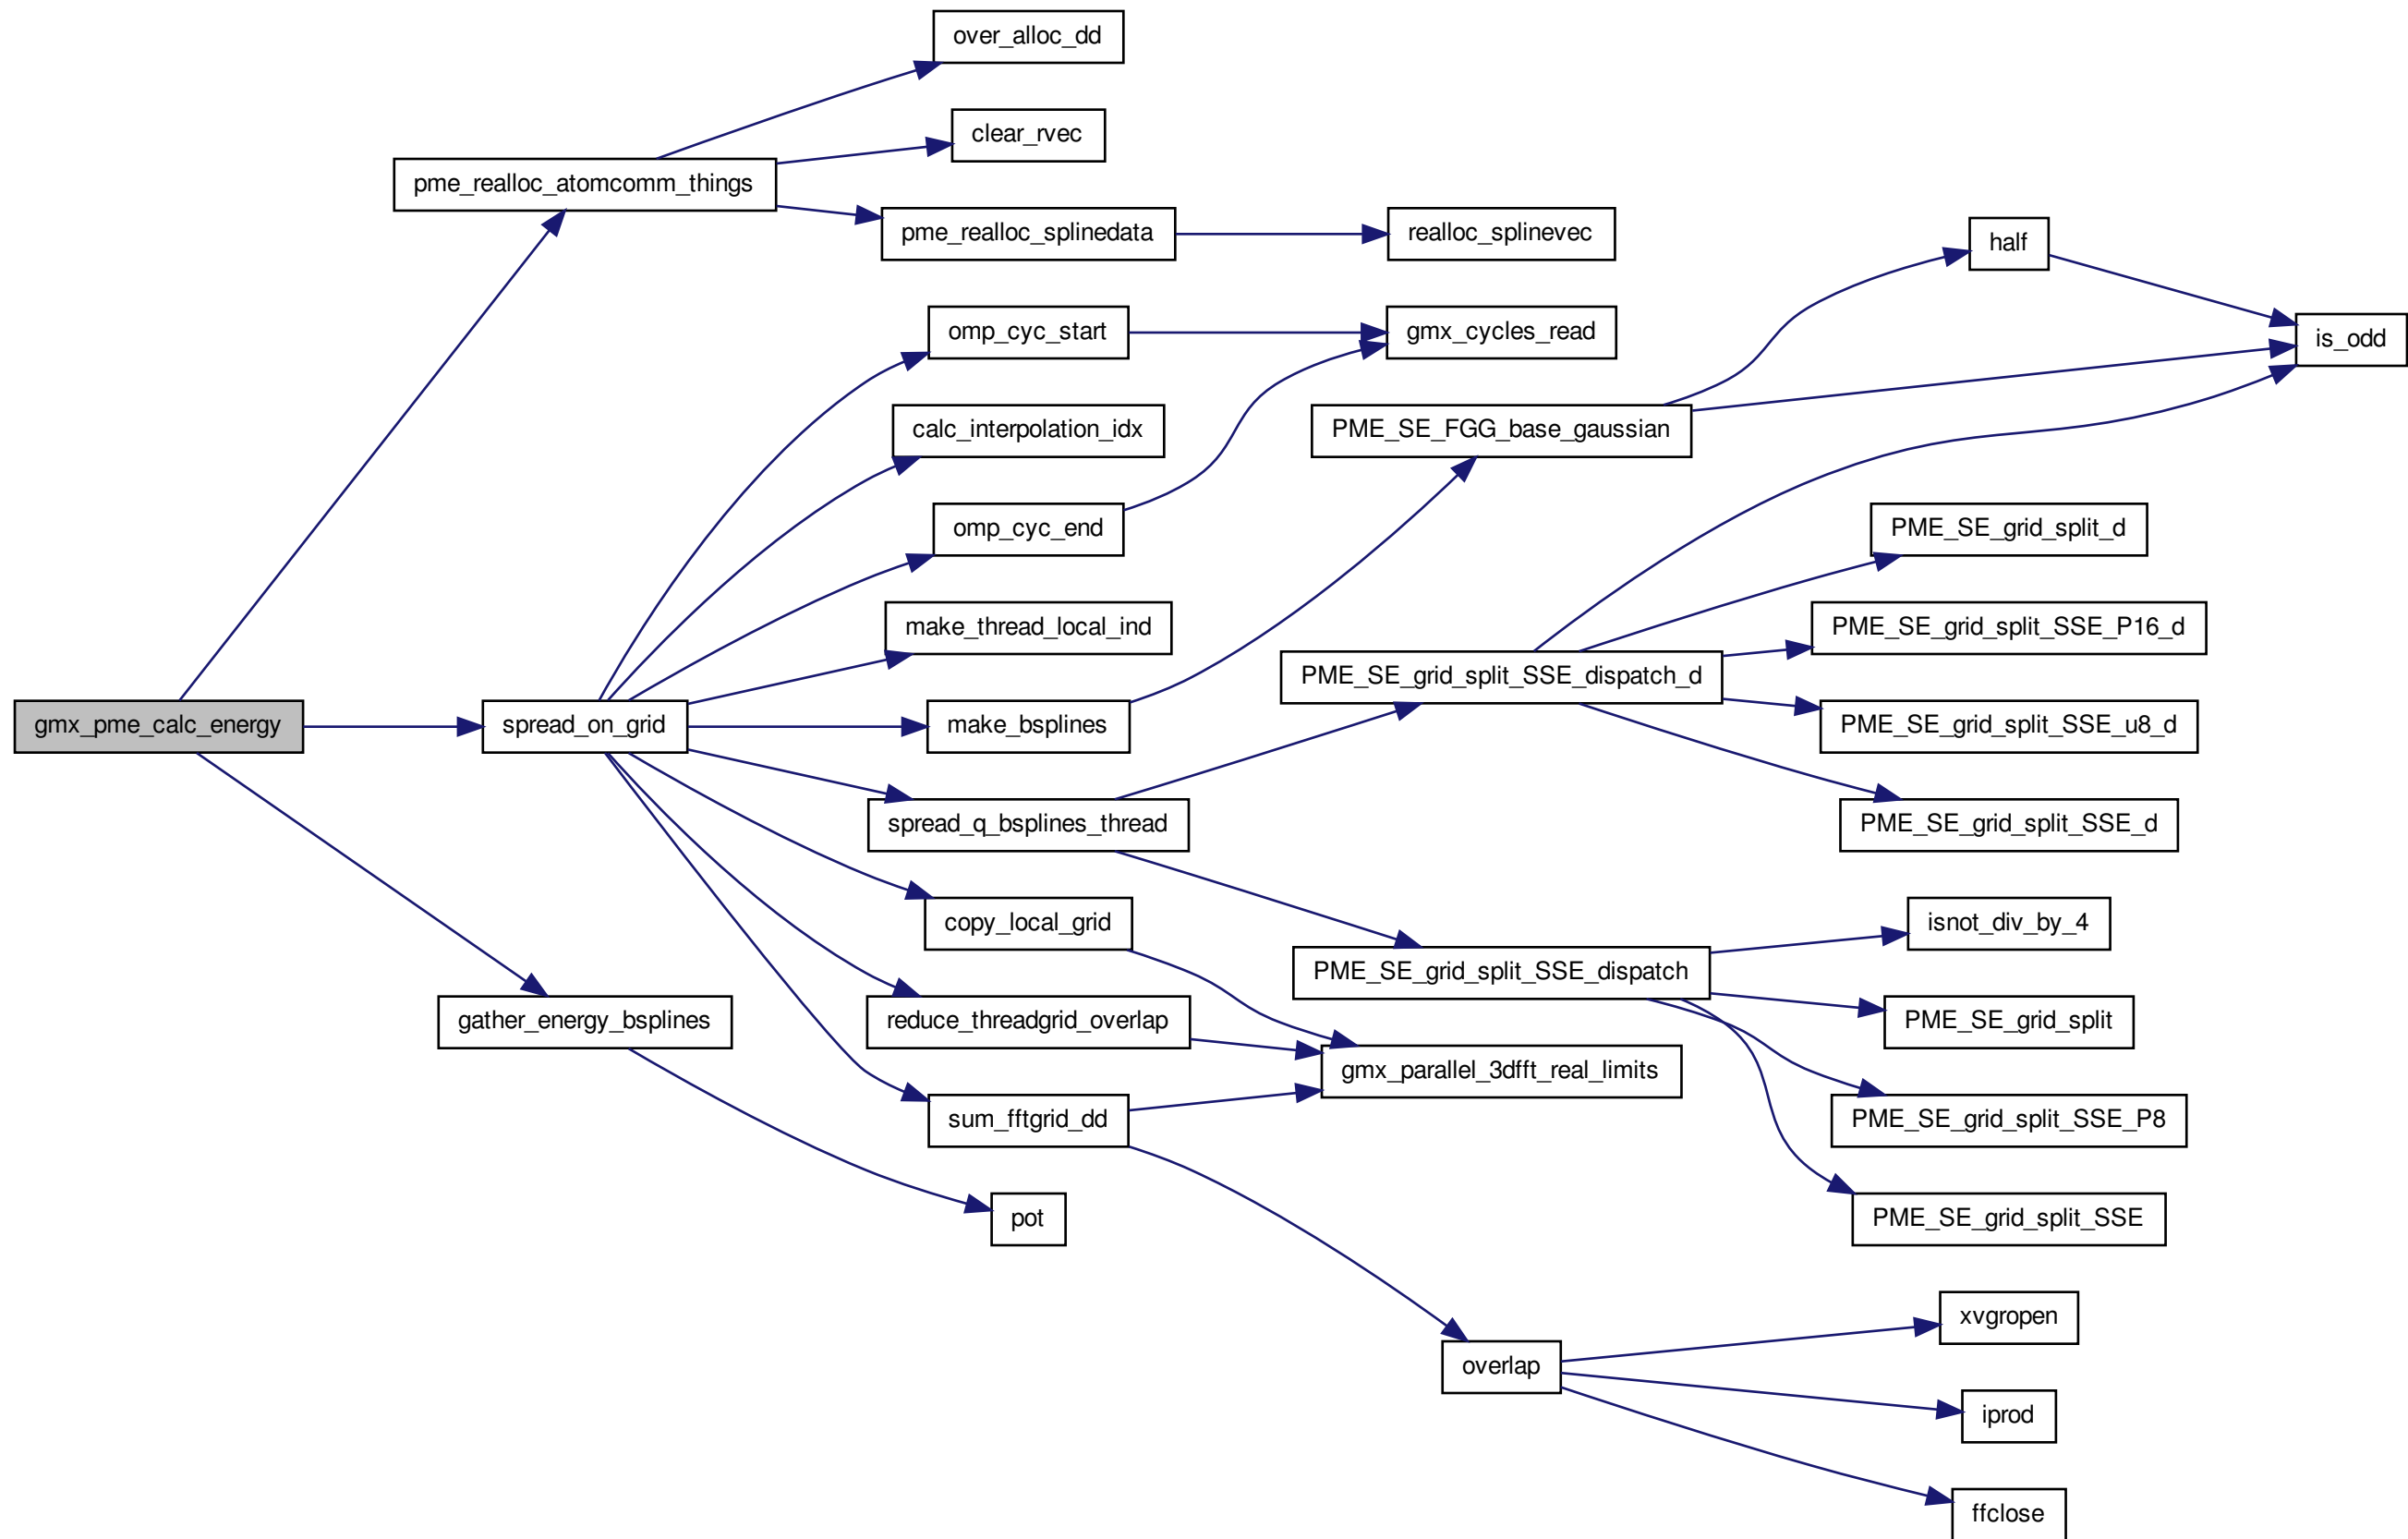 over_alloc_dd
clear_rvec
pme_realloc_atomcomm_things
pme_realloc_splinedata
realloc_splinevec
half
omp_cyc_start
gmx_cycles_read
is_odd
calc_interpolation_idx
PME_SE_FGG_base_gaussian
omp_cyc_end
PME_SE_grid_split_d
make_thread_local_ind
PME_SE_grid_split_SSE_P16_d
PME_SE_grid_split_SSE_dispatch_d
gmx_pme_calc_energy
spread_on_grid
make_bsplines
PME_SE_grid_split_SSE_u8_d
spread_q_bsplines_thread
PME_SE_grid_split_SSE_d
copy_local_grid
isnot_div_by_4
PME_SE_grid_split_SSE_dispatch
gather_energy_bsplines
reduce_threadgrid_overlap
PME_SE_grid_split
gmx_parallel_3dfft_real_limits
sum_fftgrid_dd
PME_SE_grid_split_SSE_P8
pot
PME_SE_grid_split_SSE
xvgropen
overlap
iprod
ffclose